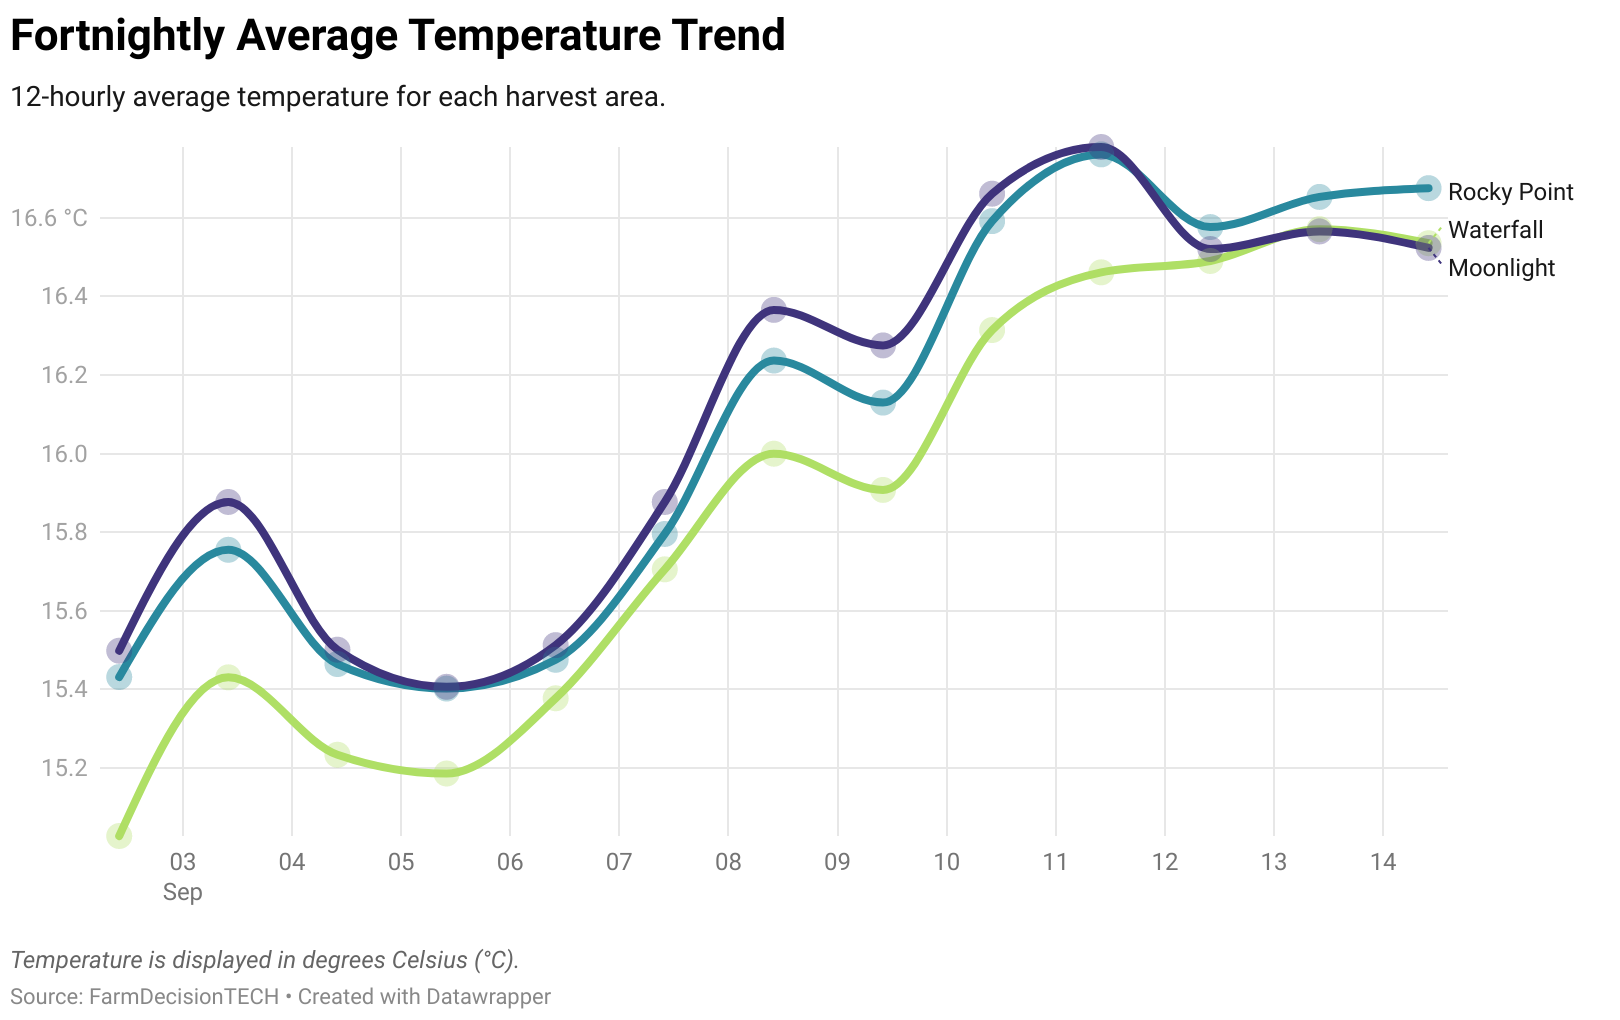 Fortnightly Average Temperature Trend
12-hourly average temperature for each harvest area.
16.6 °C
16.4
16.2
16.0
15.8
15.6
15.4
15.2
Rocky Point
Waterfall
Moonlight
03 04 05 06 07 08 09 10 11 12 13 14
Sep
Temperature is displayed in degrees Celsius (°C).
Source: FarmDecisionTECH • Created with Datawrapper